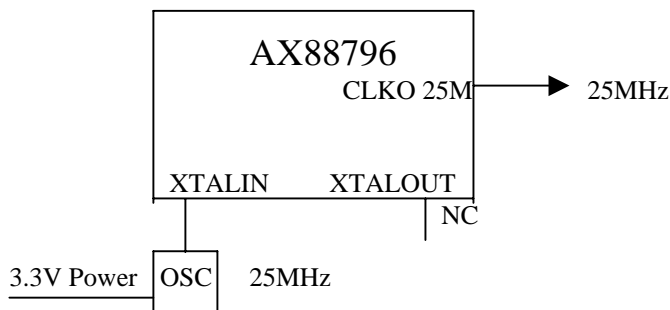 AX88796
CLKO 25M
25MHz
XTALIN
XTALOUT
NC
3.3V Power
OSC
25MHz